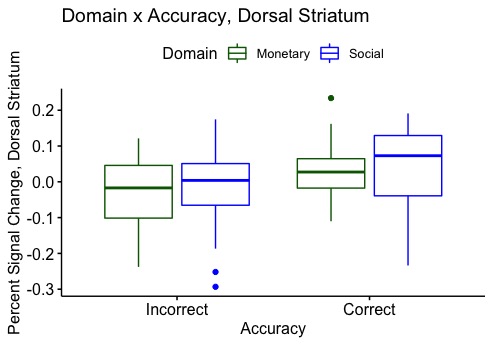 Domain x Accuracy, Dorsal Striatum
Domain Monetary Social
Percent Signal Change, Dorsal Striatum
0.2
0.1
0.0
-0.1
-0.2
-0.3
Incorrect Correct
Accuracy